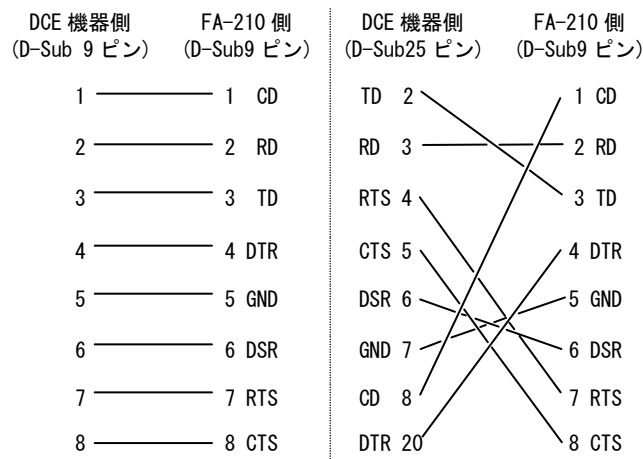 DCE 機器側 FA-210 側
(D-Sub 9 ピン) (D-Sub9 ピン)
1 1 CD
2 2 RD
3 3 TD
4 4 DTR
5 5 GND
6 6 DSR
7 7 RTS
8 8 CTS
DCE 機器側 FA-210 側
(D-Sub25 ピン) (D-Sub9 ピン)
TD 2 1 CD
RD 3 2 RD
RTS 4 3 TD
CTS 5 4 DTR
DSR 6 5 GND
GND 7 6 DSR
CD 8 7 RTS
DTR 20 8 CTS